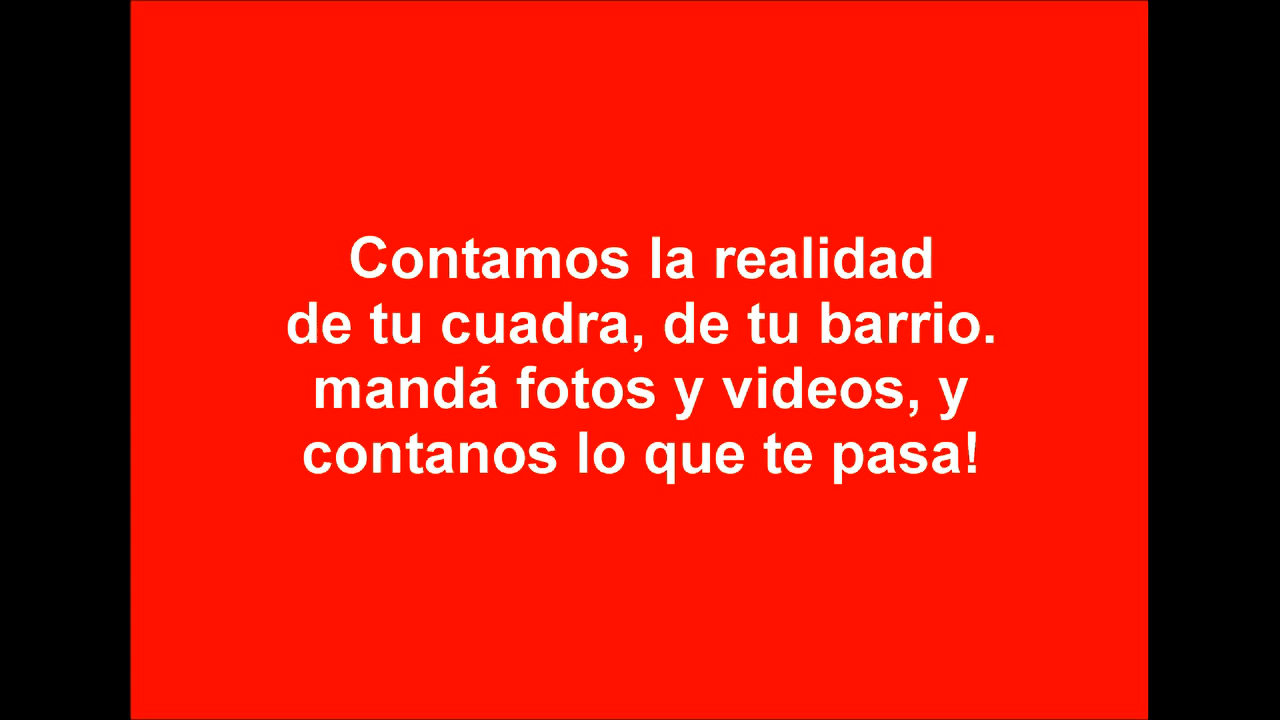 Contamos la realidad
de tu cuadra, de tu barrio.
mandá fotos y videos, y
contanos lo que te pasa!